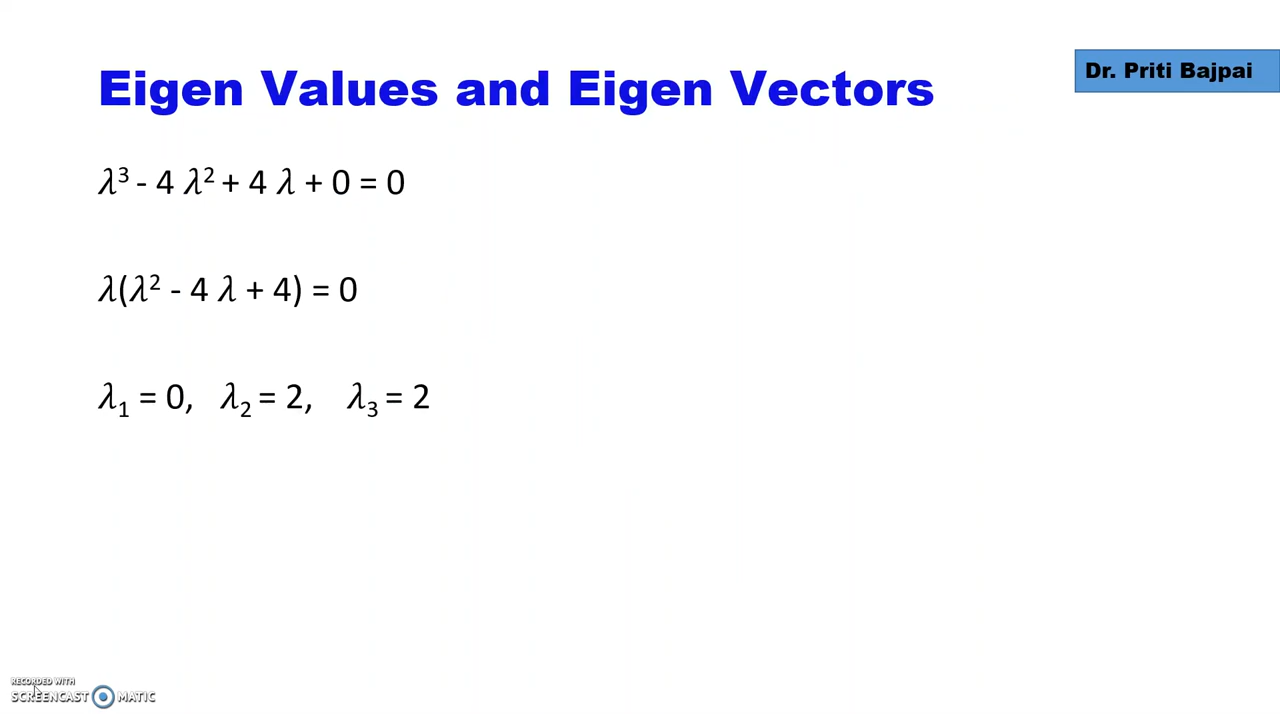 Eigen Values and Eigen Vectors
Dr. Priti Bajpai
λ³ - 4 λ² + 4 λ + 0 = 0
λ(λ² - 4 λ + 4) = 0
λ₁ = 0, λ₂ = 2, λ₃ = 2
RECORDED WITH
SCREENCAST MATIC